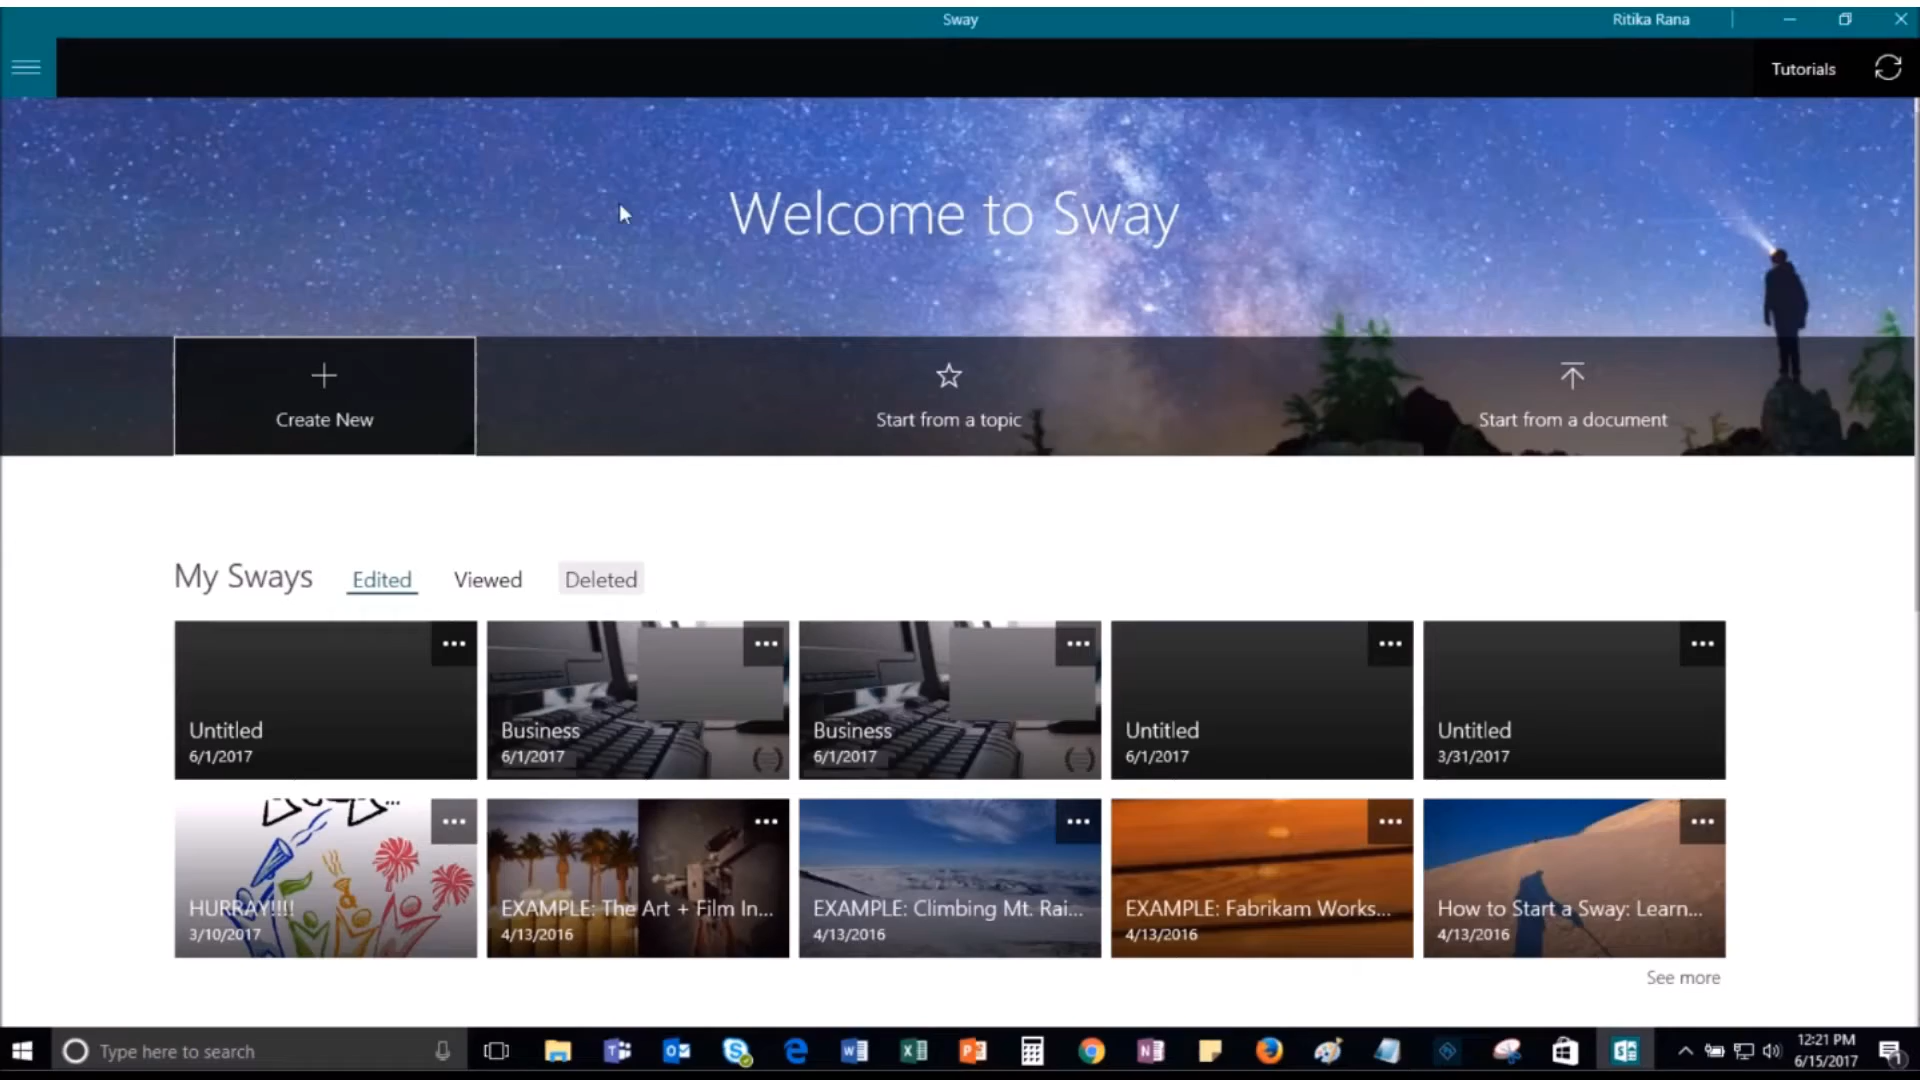 Sway
Ritika Rana
Tutorials
Welcome to Sway
Create New
Start from a topic
Start from a document
My Sways
Edited
Viewed
Deleted
Untitled
6/1/2017
Business
6/1/2017
Business
6/1/2017
Untitled
6/1/2017
Untitled
3/31/2017
HURRAY!!!!
3/10/2017
EXAMPLE: The Art + Film In...
4/13/2016
EXAMPLE: Climbing Mt. Rai...
4/13/2016
EXAMPLE: Fabrikam Works...
4/13/2016
How to Start a Sway: Learn...
4/13/2016
See more
Type here to search
12:21 PM
6/15/2017